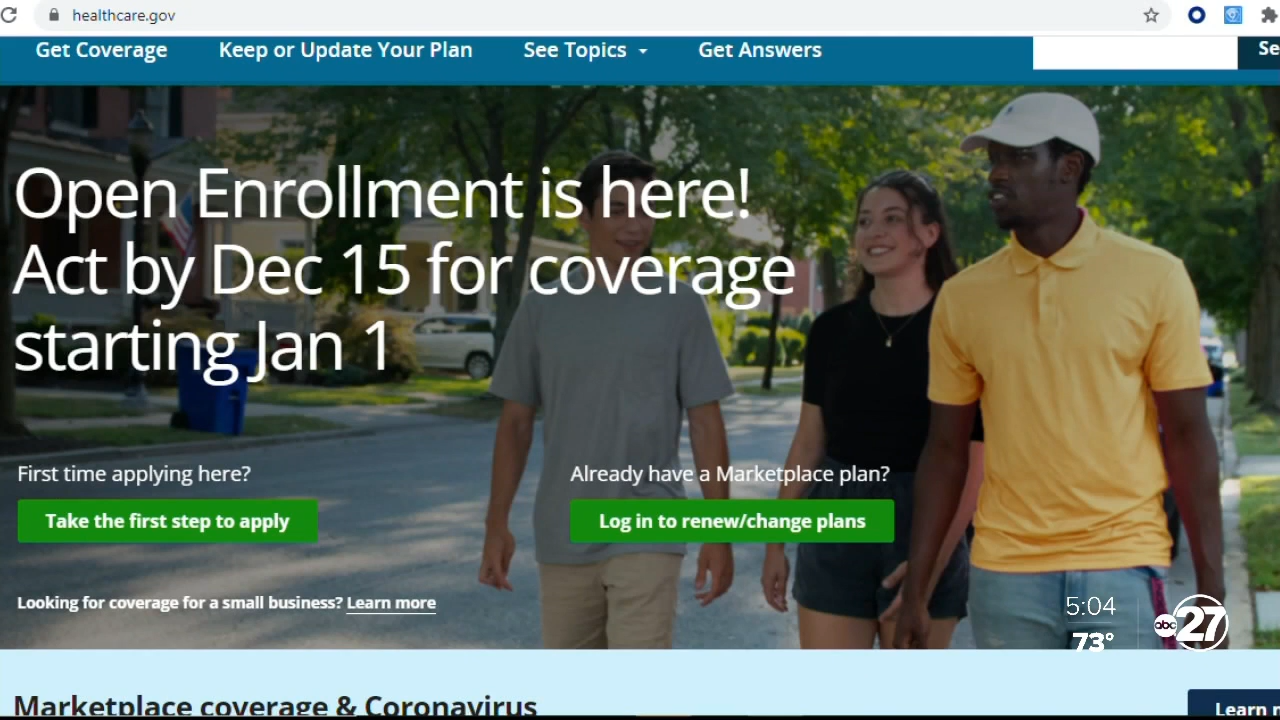 healthcare.gov
Get Coverage Keep or Update Your Plan See Topics Get Answers Se
Open Enrollment is here!
Act by Dec 15 for coverage
starting Jan 1
First time applying here? Already have a Marketplace plan?
Take the first step to apply Log in to renew/change plans
Looking for coverage for a small business? Learn more
5:04
73°
abc 27
Marketplace coverage & Coronavirus
Learn